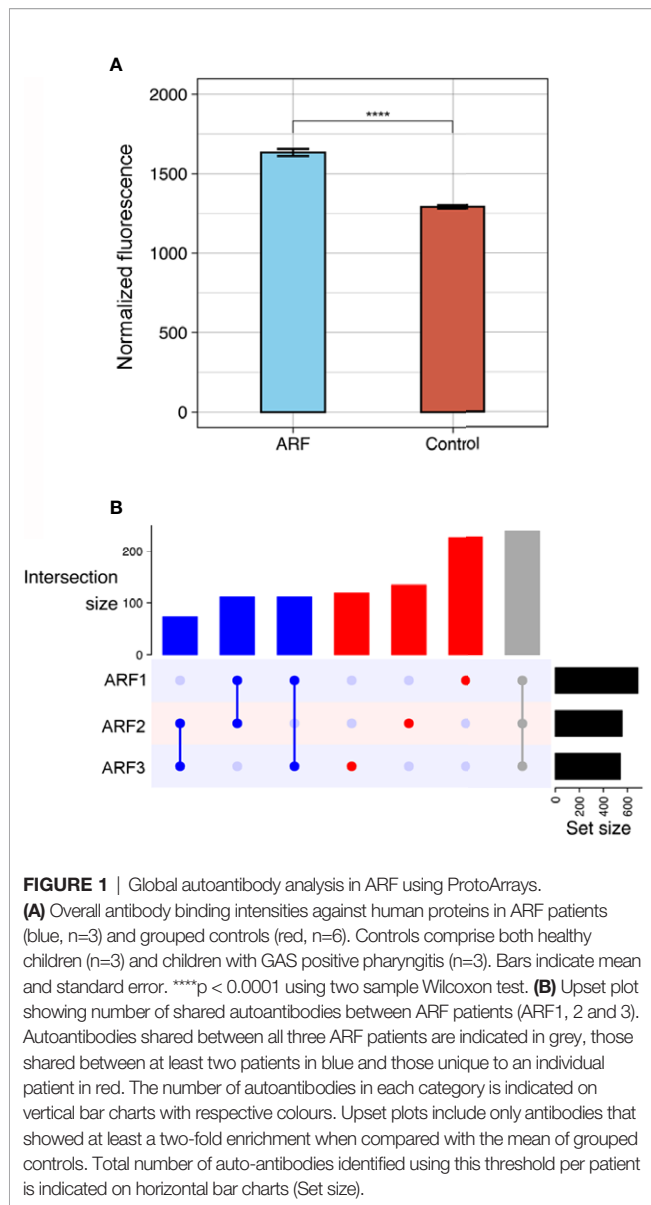 A
2000
1500
1000
500
0
Normalized fluorescence
****
ARF
Control
B
200
100
0
Intersection
size
ARF1
ARF2
ARF3
0
200
400
600
Set size
FIGURE 1 | Global autoantibody analysis in ARF using ProtoArrays.
(A) Overall antibody binding intensities against human proteins in ARF patients
(blue, n=3) and grouped controls (red, n=6). Controls comprise both healthy
children (n=3) and children with GAS positive pharyngitis (n=3). Bars indicate mean
and standard error. ****p < 0.0001 using two sample Wilcoxon test. (B) Upset plot
showing number of shared autoantibodies between ARF patients (ARF1, 2 and 3).
Autoantibodies shared between all three ARF patients are indicated in grey, those
shared between at least two patients in blue and those unique to an individual
patient in red. The number of autoantibodies in each category is indicated on
vertical bar charts with respective colours. Upset plots include only antibodies that
showed at least a two-fold enrichment when compared with the mean of grouped
controls. Total number of auto-antibodies identified using this threshold per patient
is indicated on horizontal bar charts (Set size).